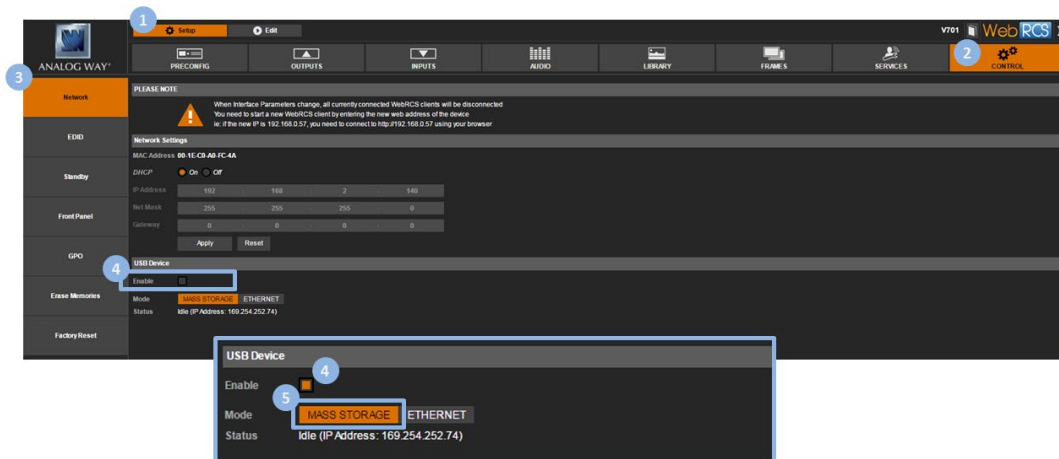 1
Setup
Edit
V701
WebRCS
ANALOG WAY®
PRECONFIG
OUTPUTS
INPUTS
AUDIO
LIBRARY
FRAMES
SERVICES
2
CONTROL
3
Network
EDID
Standby
Front Panel
GPO
Erase Memories
Factory Reset
PLEASE NOTE
When Interface Parameters change, all currently connected WebRCS clients will be disconnected
You need to start a new WebRCS client by entering the new web address of the device
ie: if the new IP is 192.168.0.57, you need to connect to http://192.168.0.57 using your browser
Network Settings
MAC Address 00-1E-C0-A0-FC-4A
DHCP On Off
IP Address 192 . 168 . 2 . 140
Net Mask 255 . 255 . 255 . 0
Gateway 0 . 0 . 0 . 0
Apply Reset
USB Device
4
Enable
Mode MASS STORAGE ETHERNET
Status Idle (IP Address: 169.254.252.74)
USB Device
Enable 4
5
Mode MASS STORAGE ETHERNET
Status Idle (IP Address: 169.254.252.74)